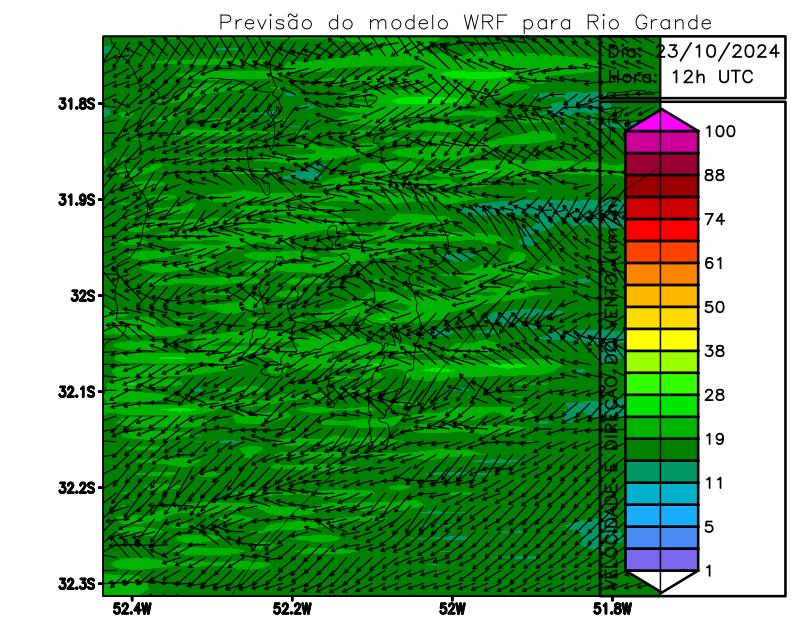 Previsão do modelo WRF para Rio Grande
Dia: 23/10/2024
Hora: 12h UTC
31.8S
31.9S
32S
32.1S
32.2S
32.3S
52.4W
52.2W
52W
51.8W
100
88
74
61
50
38
28
19
11
5
1
VELOCIDADE E DIREÇÃO DO VENTO